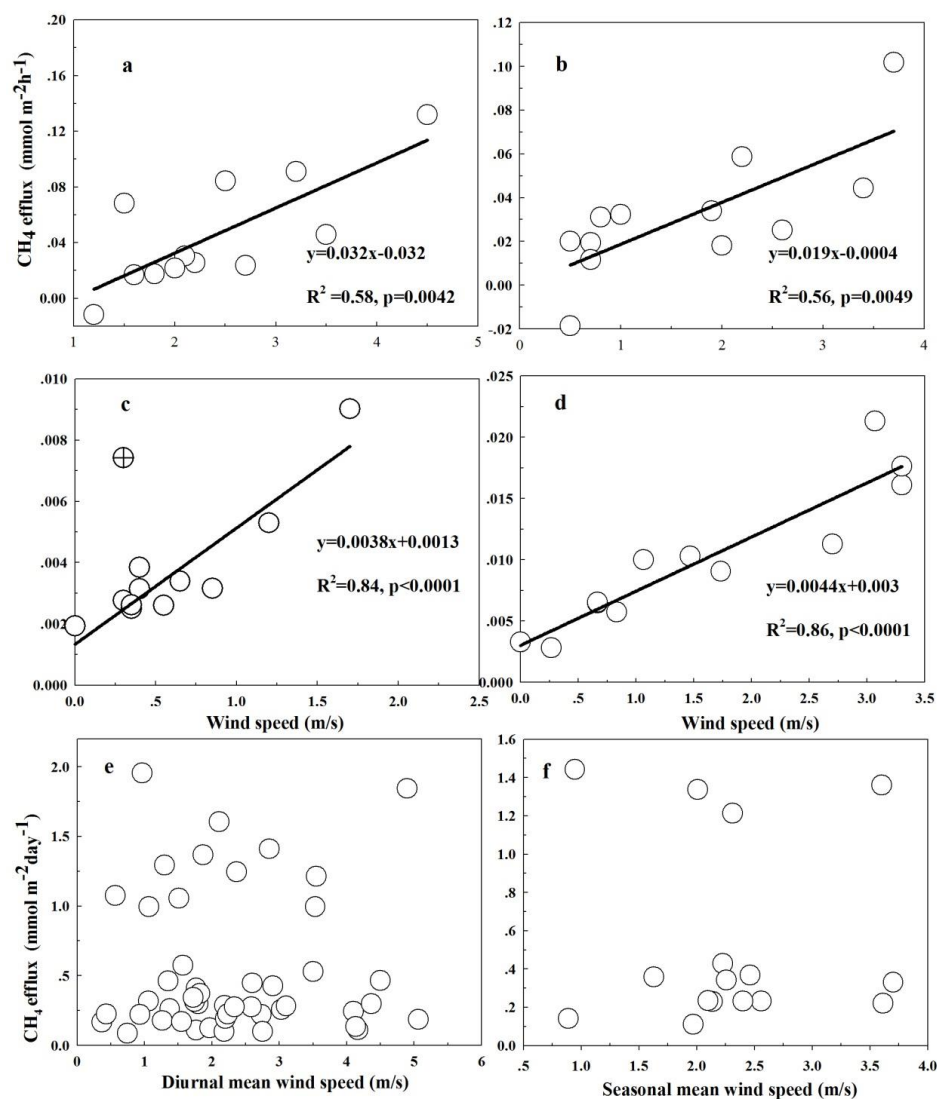 a
b
.20
.16
.12
.08
.04
0.00
CH4 efflux (mmol m-2h-1)
y=0.032x-0.032
R2 =0.58, p=0.0042
1 2 3 4 5
.12
.10
.08
.06
.04
.02
0.00
-.02
y=0.019x-0.0004
R2=0.56, p=0.0049
0 1 2 3 4
c
d
.010
.008
.006
.004
.002
0.000
y=0.0038x+0.0013
R2=0.84, p<0.0001
0.0 .5 1.0 1.5 2.0 2.5
Wind speed (m/s)
.025
.020
.015
.010
.005
0.000
y=0.0044x+0.003
R2=0.86, p<0.0001
0.0 .5 1.0 1.5 2.0 2.5 3.0 3.5
Wind speed (m/s)
e
f
2.0
1.5
1.0
.5
0.0
CH4 efflux (mmol m-2day-1)
0 1 2 3 4 5 6
Diurnal mean wind speed (m/s)
1.6
1.4
1.2
1.0
.8
.6
.4
.2
0.0
.5 1.0 1.5 2.0 2.5 3.0 3.5 4.0
Seasonal mean wind speed (m/s)